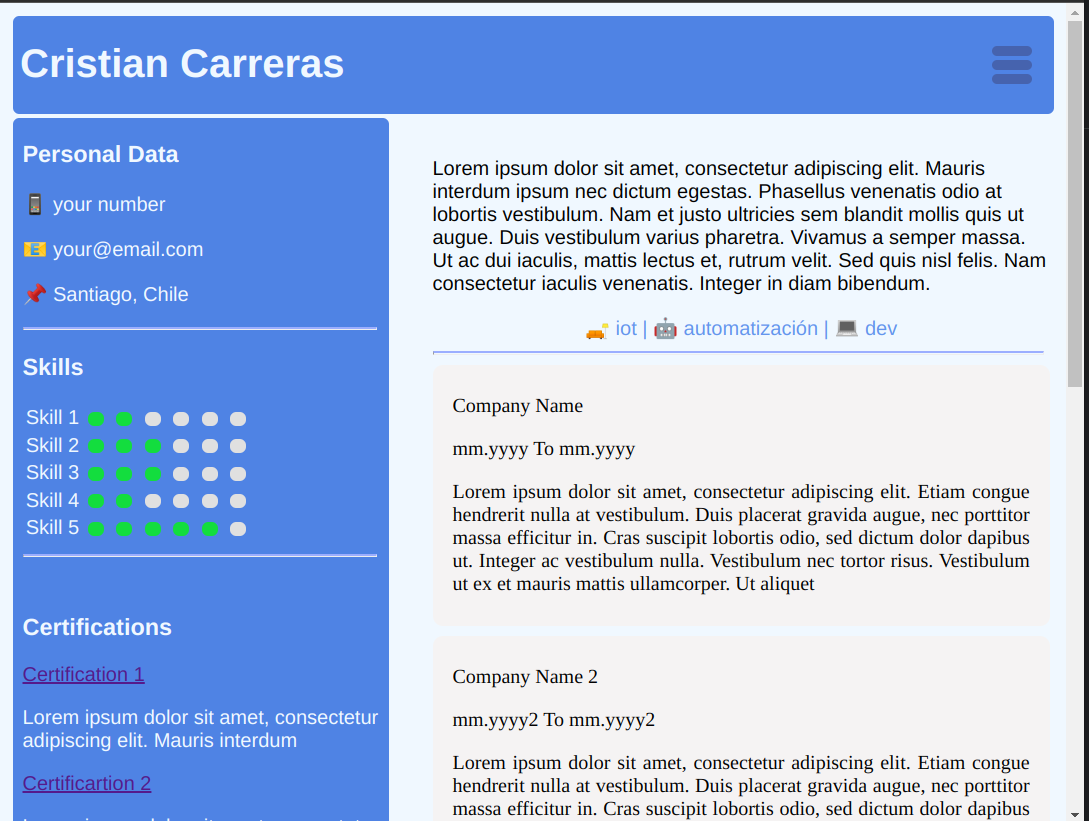 Cristian Carreras
Personal Data
📱 your number
📧 your@email.com
📌 Santiago, Chile
Skills
Skill 1
Skill 2
Skill 3
Skill 4
Skill 5
Certifications
Certification 1
Lorem ipsum dolor sit amet, consectetur
adipiscing elit. Mauris interdum
Certificartion 2
Lorem ipsum dolor sit amet, consectetur adipiscing elit. Mauris
interdum ipsum nec dictum egestas. Phasellus venenatis odio at
lobortis vestibulum. Nam et justo ultricies sem blandit mollis quis ut
augue. Duis vestibulum varius pharetra. Vivamus a semper massa.
Ut ac dui iaculis, mattis lectus et, rutrum velit. Sed quis nisl felis. Nam
consectetur iaculis venenatis. Integer in diam bibendum.
🛋️ iot | 🤖 automatización | 💻 dev
Company Name
mm.yyyy To mm.yyyy
Lorem ipsum dolor sit amet, consectetur adipiscing elit. Etiam congue
hendrerit nulla at vestibulum. Duis placerat gravida augue, nec porttitor
massa efficitur in. Cras suscipit lobortis odio, sed dictum dolor dapibus
ut. Integer ac vestibulum nulla. Vestibulum nec tortor risus. Vestibulum
ut ex et mauris mattis ullamcorper. Ut aliquet
Company Name 2
mm.yyyy2 To mm.yyyy2
Lorem ipsum dolor sit amet, consectetur adipiscing elit. Etiam congue
hendrerit nulla at vestibulum. Duis placerat gravida augue, nec porttitor
massa efficitur in. Cras suscipit lobortis odio, sed dictum dolor dapibus